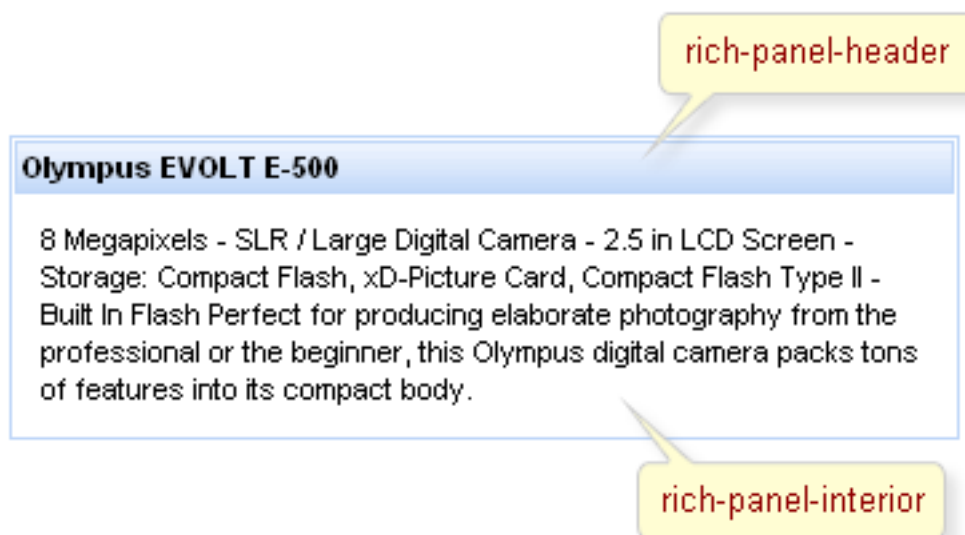 rich-panel-header
Olympus EVOLT E-500
8 Megapixels - SLR / Large Digital Camera - 2.5 in LCD Screen -
Storage: Compact Flash, xD-Picture Card, Compact Flash Type II -
Built In Flash Perfect for producing elaborate photography from the
professional or the beginner, this Olympus digital camera packs tons
of features into its compact body.
rich-panel-interior